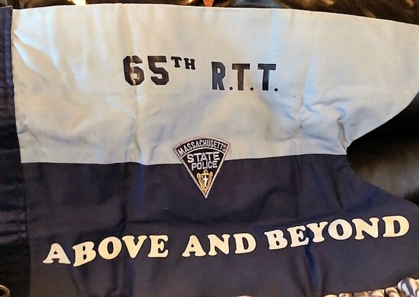 65TH R.T.T.
MASSACHUSETTS
STATE
POLICE
ABOVE AND BEYOND